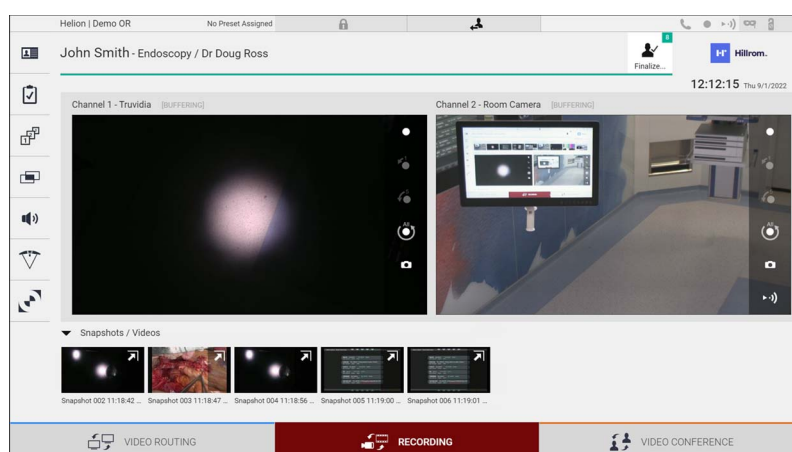 Helion | Demo OR
No Preset Assigned
John Smith - Endoscopy / Dr Doug Ross
Finalize...
Hillrom.
12:12:15 Thu 9/1/2022
Channel 1 - Truvidia [BUFFERING]
Channel 2 - Room Camera [BUFFERING]
All
All
Snapshots / Videos
Snapshot 002 11:18:42 ...
Snapshot 003 11:18:47 ...
Snapshot 004 11:18:56 ...
Snapshot 005 11:19:00 ...
Snapshot 006 11:19:01 ...
VIDEO ROUTING
RECORDING
VIDEO CONFERENCE